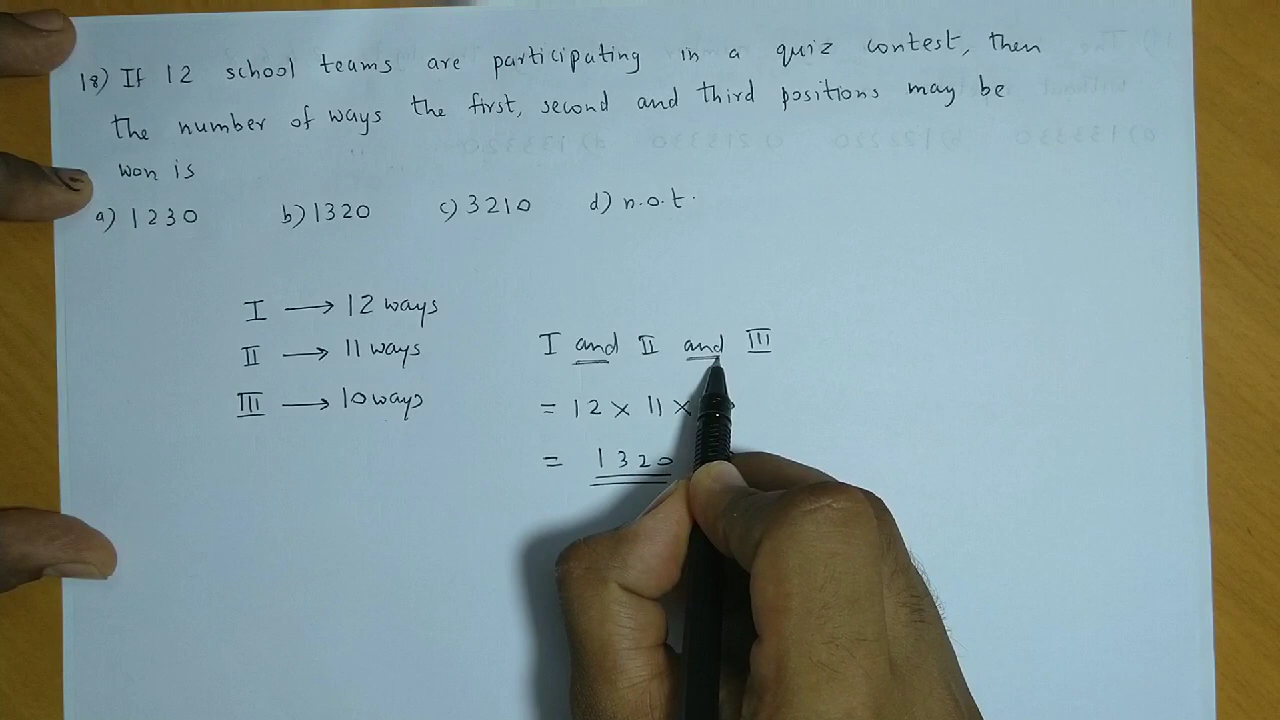 18) If 12 school teams are participating in a quiz contest, then
the number of ways the first, second and third positions may be
won is
a) 1230 b) 1320 c) 3210 d) n.o.t.
I → 12 ways
II → 11 ways
III → 10 ways
I and II and III
= 12 × 11 ×
= 1320